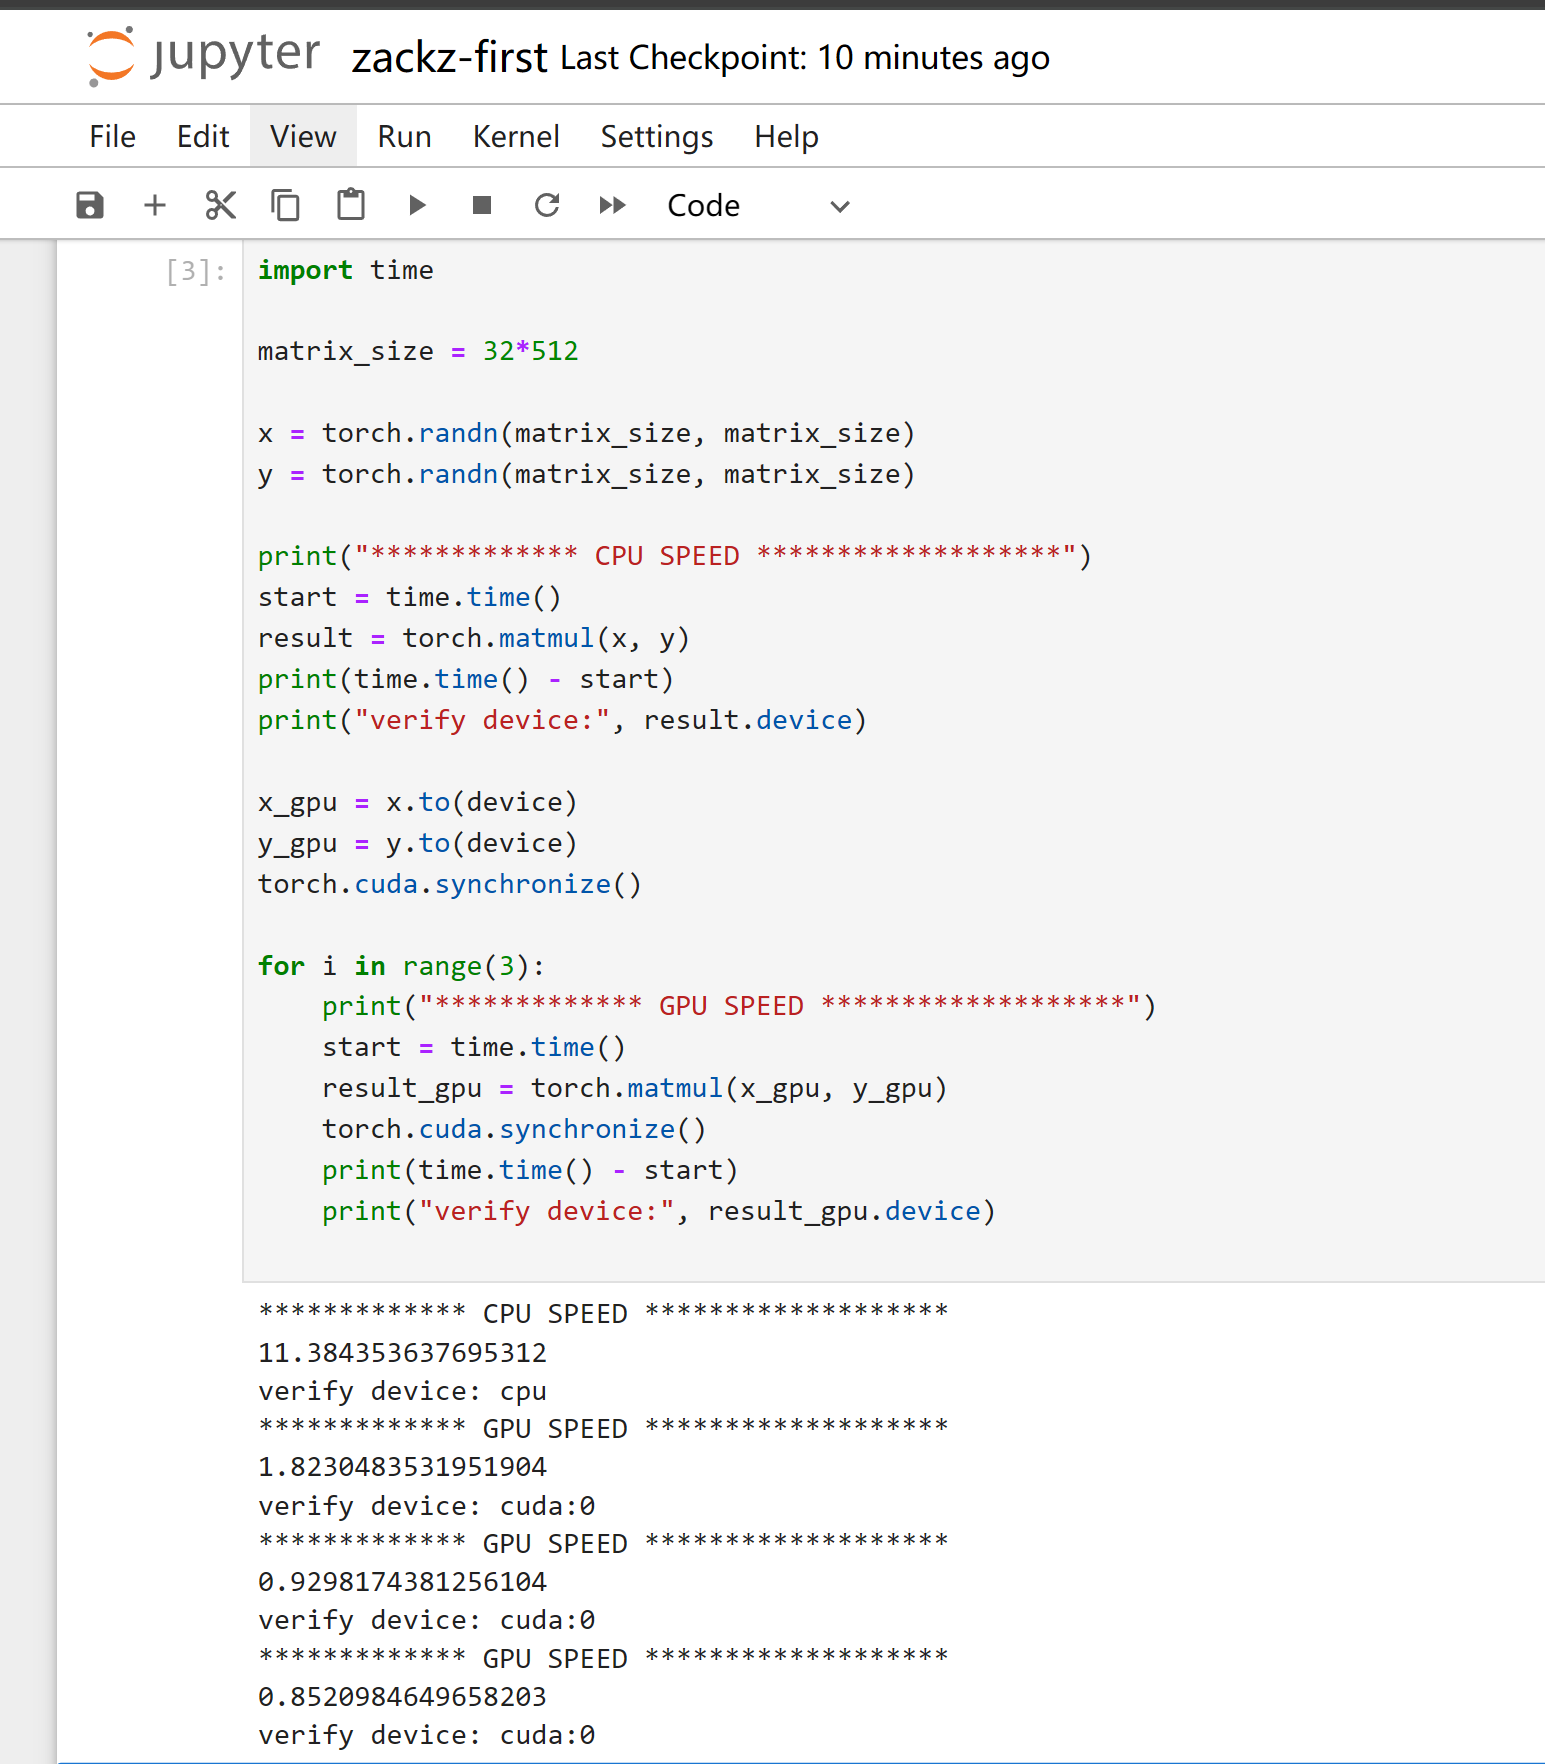 jupyter zackz-first Last Checkpoint: 10 minutes ago
File Edit View Run Kernel Settings Help
Code
[3]: import time
matrix_size = 32*512
x = torch.randn(matrix_size, matrix_size)
y = torch.randn(matrix_size, matrix_size)
print("************* CPU SPEED *******************")
start = time.time()
result = torch.matmul(x, y)
print(time.time() - start)
print("verify device:", result.device)
x_gpu = x.to(device)
y_gpu = y.to(device)
torch.cuda.synchronize()
for i in range(3):
    print("************* GPU SPEED *******************")
    start = time.time()
    result_gpu = torch.matmul(x_gpu, y_gpu)
    torch.cuda.synchronize()
    print(time.time() - start)
    print("verify device:", result_gpu.device)
************* CPU SPEED *******************
11.384353637695312
verify device: cpu
************* GPU SPEED *******************
1.8230483531951904
verify device: cuda:0
************* GPU SPEED *******************
0.9298174381256104
verify device: cuda:0
************* GPU SPEED *******************
0.8520984649658203
verify device: cuda:0